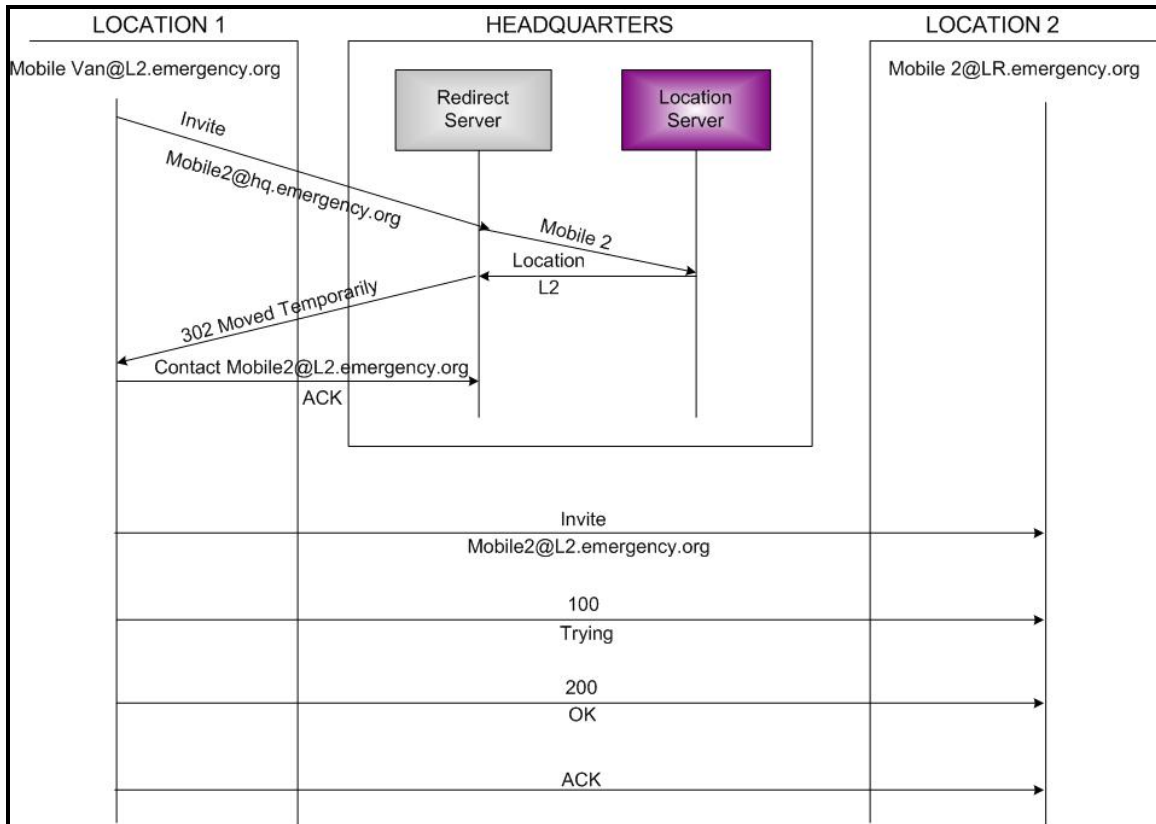 LOCATION 1
HEADQUARTERS
LOCATION 2
Mobile Van@L2.emergency.org
Mobile 2@LR.emergency.org
Redirect
Server
Location
Server
Invite
Mobile2@hq.emergency.org
Mobile 2
Location
L2
302 Moved Temporarily
Contact Mobile2@L2.emergency.org
ACK
Invite
Mobile2@L2.emergency.org
100
Trying
200
OK
ACK